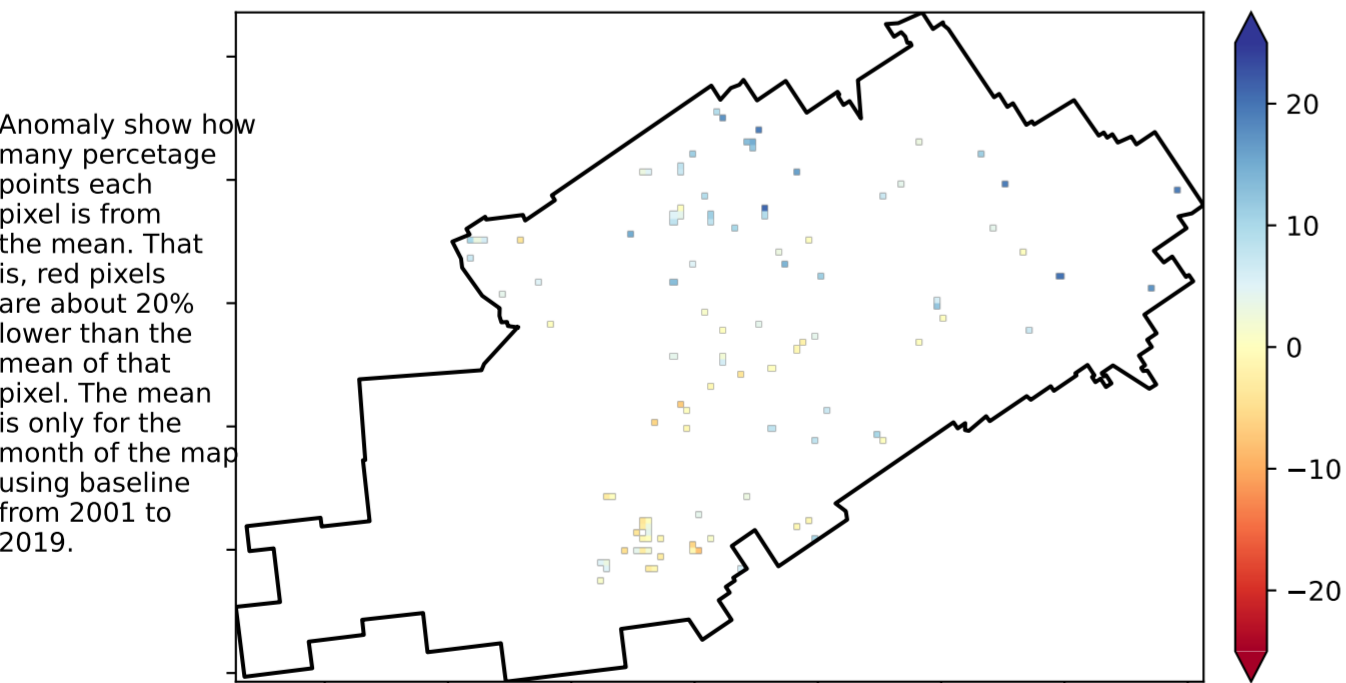 Anomaly show how
many percetage
points each
pixel is from
the mean. That
is, red pixels
are about 20%
lower than the
mean of that
pixel. The mean
is only for the
month of the map
using baseline
from 2001 to
2019.
20
10
0
−10
−20